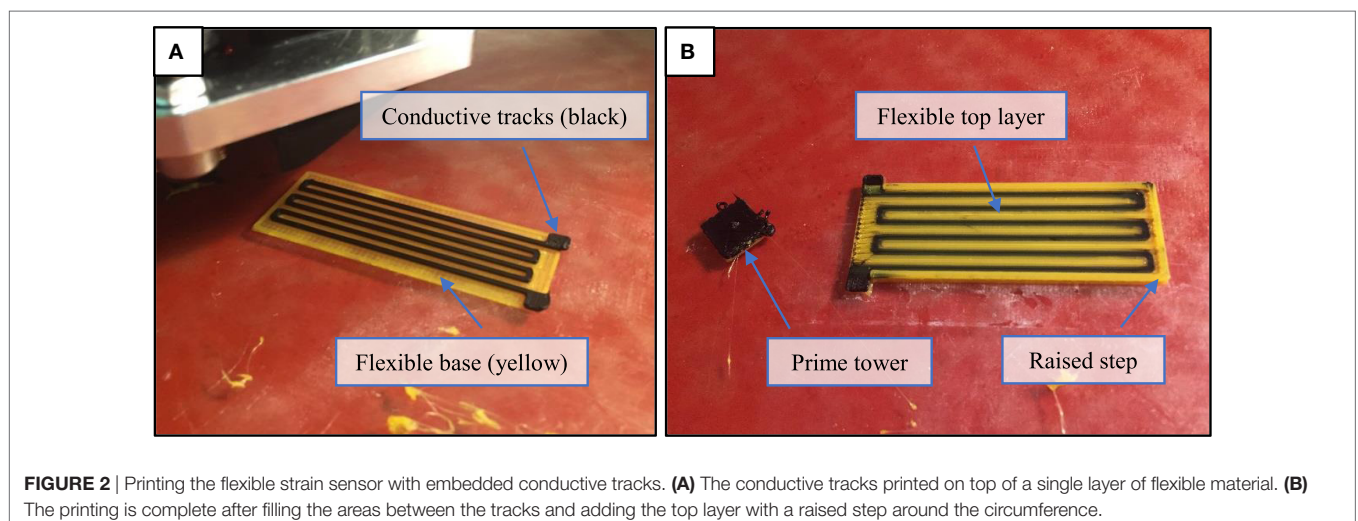 A
Conductive tracks (black)
Flexible base (yellow)
B
Flexible top layer
Prime tower
Raised step
FIGURE 2 | Printing the flexible strain sensor with embedded conductive tracks. (A) The conductive tracks printed on top of a single layer of flexible material. (B)
The printing is complete after filling the areas between the tracks and adding the top layer with a raised step around the circumference.